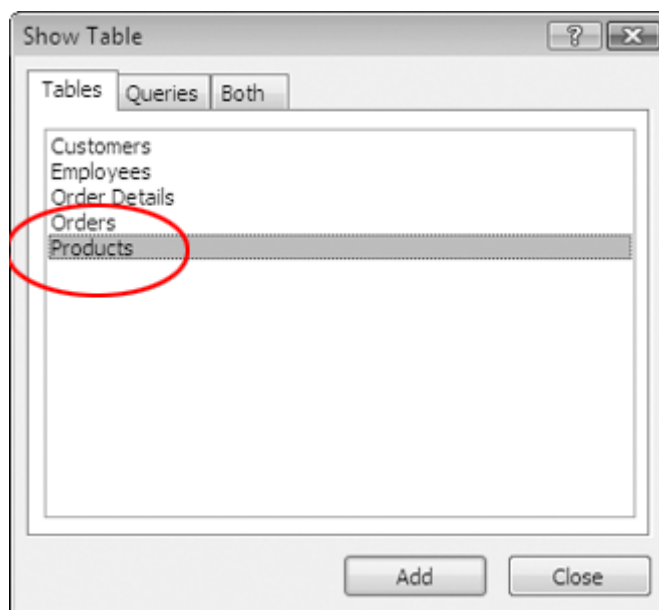 Show Table
?
Tables Queries Both
Customers
Employees
Order Details
Orders
Products
Add Close